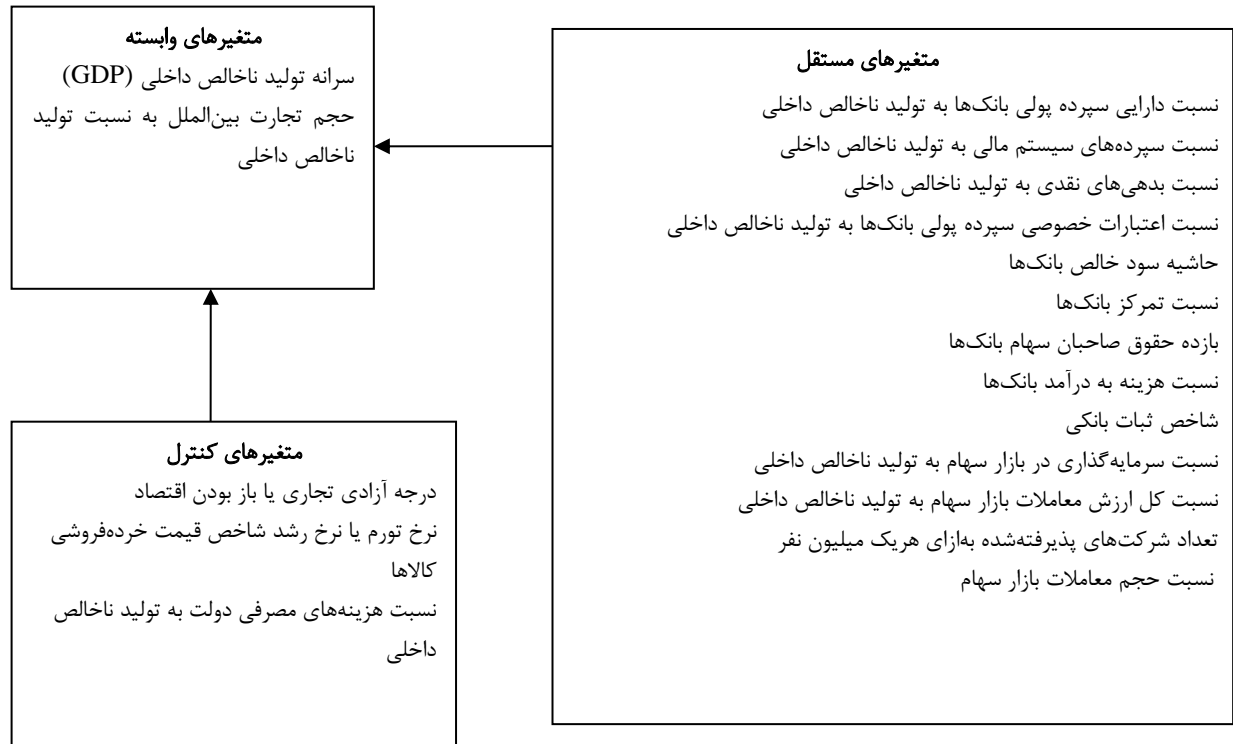 متغیرهای وابسته
سرانه تولید ناخالص داخلی (GDP)
حجم تجارت بین‌الملل به نسبت تولید
ناخالص داخلی
متغیرهای مستقل
نسبت دارایی سپرده پولی بانک‌ها به تولید ناخالص داخلی
نسبت سپرده‌های سیستم مالی به تولید ناخالص داخلی
نسبت بدهی‌های نقدی به تولید ناخالص داخلی
نسبت اعتبارات خصوصی سپرده پولی بانک‌ها به تولید ناخالص داخلی
حاشیه سود خالص بانک‌ها
نسبت تمرکز بانک‌ها
بازده حقوق صاحبان سهام بانک‌ها
نسبت هزینه به درآمد بانک‌ها
شاخص ثبات بانکی
نسبت سرمایه‌گذاری در بازار سهام به تولید ناخالص داخلی
نسبت کل ارزش معاملات بازار سهام به تولید ناخالص داخلی
تعداد شرکت‌های پذیرفته‌شده به‌ازای هریک میلیون نفر
نسبت حجم معاملات بازار سهام
متغیرهای کنترل
درجه آزادی تجاری یا باز بودن اقتصاد
نرخ تورم یا نرخ رشد شاخص قیمت خرده‌فروشی
کالاها
نسبت هزینه‌های مصرفی دولت به تولید ناخالص
داخلی